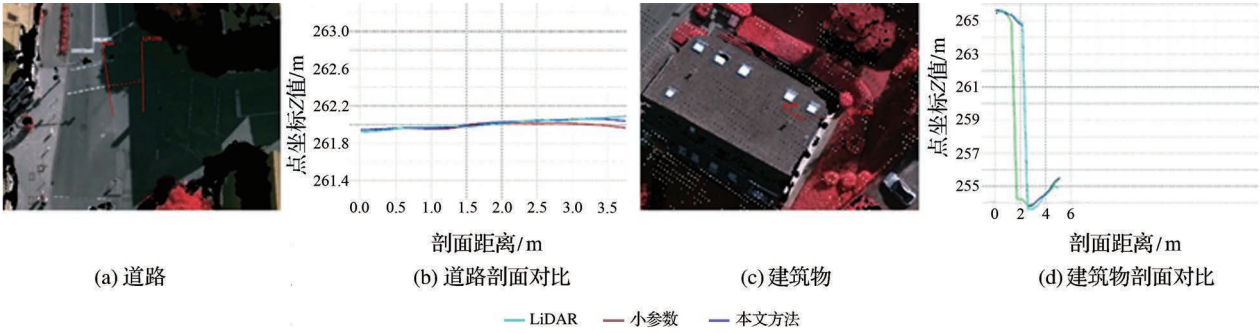 点坐标Z值/m
263.0
262.6
262.2
261.8
261.4
0.0 0.5 1.0 1.5 2.0 2.5 3.0 3.5
剖面距离/m
点坐标Z值/m
265
263
261
259
257
255
0 2 4 6
剖面距离/m
(a) 道路
(b) 道路剖面对比
(c) 建筑物
(d) 建筑物剖面对比
LiDAR 小参数 本文方法